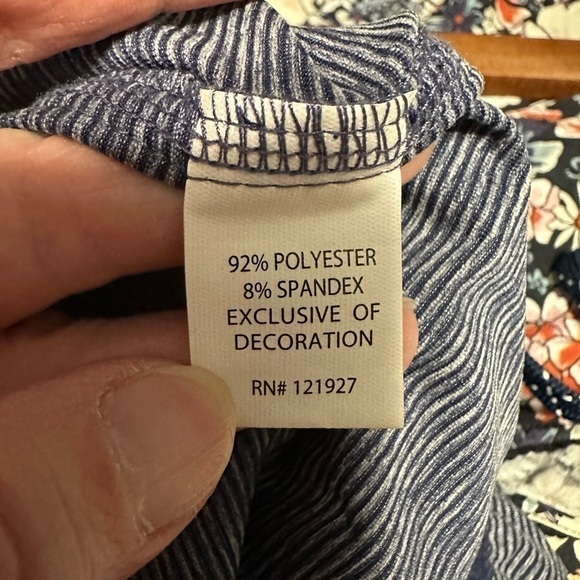 92% POLYESTER
8% SPANDEX
EXCLUSIVE OF
DECORATION
RN# 121927